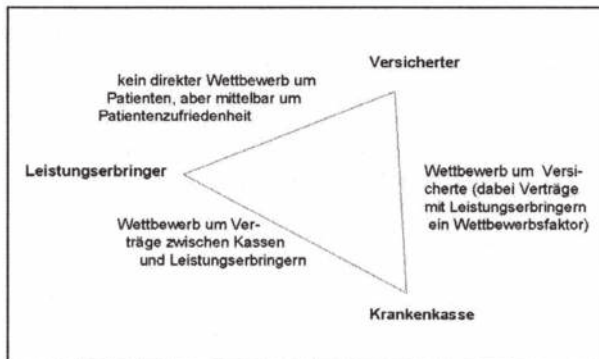 Versicherter
kein direkter Wettbewerb um
Patienten, aber mittelbar um
Patientenzufriedenheit
Leistungserbringer
Wettbewerb um Versi-
cherte (dabei Verträge
mit Leistungserbringern
ein Wettbewerbsfaktor)
Wettbewerb um Ver-
träge zwischen Kassen
und Leistungserbringern
Krankenkasse